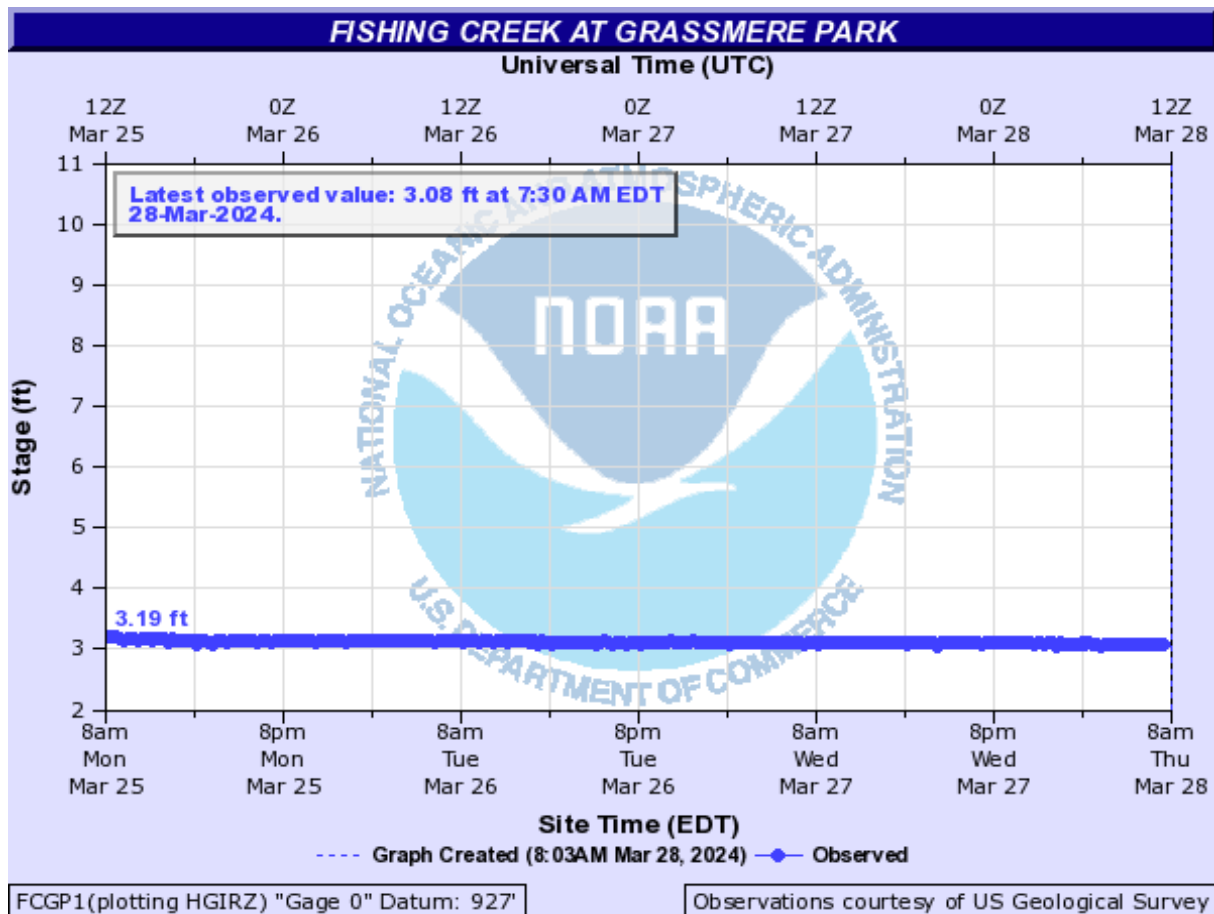 FISHING CREEK AT GRASSMERE PARK
Universal Time (UTC)
12Z 0Z 12Z 0Z 12Z 0Z 12Z
Mar 25 Mar 26 Mar 26 Mar 27 Mar 27 Mar 28 Mar 28
11
Latest observed value: 3.08 ft at 7:30 AM EDT
28-Mar-2024.
10
9
8
7
6
5
4
3
2
Stage (ft)
3.19 ft
NATIONAL OCEANIC AND ATMOSPHERIC ADMINISTRATION
NOAA
U.S. DEPARTMENT OF COMMERCE
8am 8pm 8am 8pm 8am 8pm 8am
Mon Mon Tue Tue Wed Wed Thu
Mar 25 Mar 25 Mar 26 Mar 26 Mar 27 Mar 27 Mar 28
Site Time (EDT)
Graph Created (8:03AM Mar 28, 2024) Observed
FCGP1(plotting HGIRZ) "Gage 0" Datum: 927'
Observations courtesy of US Geological Survey